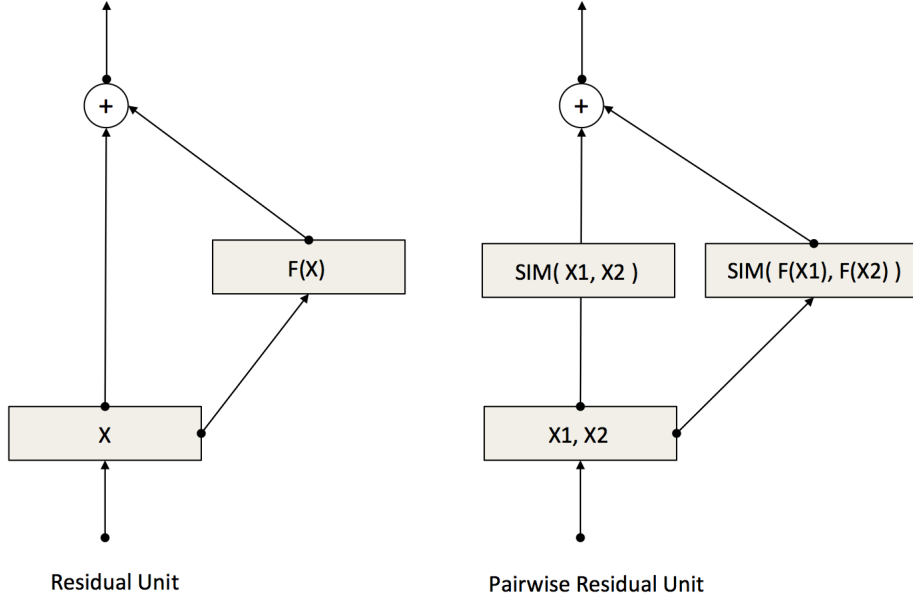 +
+
F(X)
SIM( X1, X2 )
SIM( F(X1), F(X2) )
X
X1, X2
Residual Unit
Pairwise Residual Unit